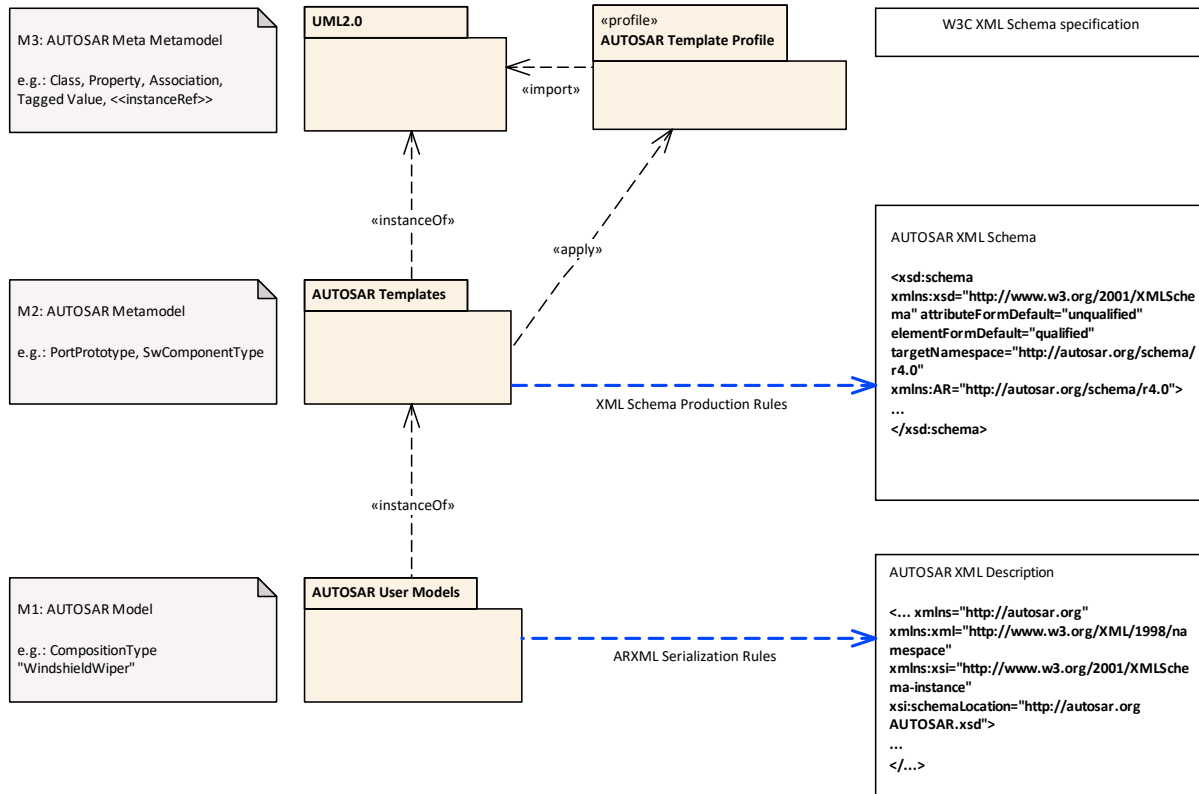 M3: AUTOSAR Meta Metamodel
e.g.: Class, Property, Association,
Tagged Value, <<instanceRef>>
UML2.0
«profile»
AUTOSAR Template Profile
W3C XML Schema specification
«import»
«instanceOf»
«apply»
M2: AUTOSAR Metamodel
e.g.: PortPrototype, SwComponentType
AUTOSAR Templates
XML Schema Production Rules
AUTOSAR XML Schema
<xsd:schema
xmlns:xsd="http://www.w3.org/2001/XMLSche
ma" attributeFormDefault="unqualified"
elementFormDefault="qualified"
targetNamespace="http://autosar.org/schema/
r4.0"
xmlns:AR="http://autosar.org/schema/r4.0">
...
</xsd:schema>
«instanceOf»
M1: AUTOSAR Model
e.g.: CompositionType
"WindshieldWiper"
AUTOSAR User Models
ARXML Serialization Rules
AUTOSAR XML Description
<... xmlns="http://autosar.org"
xmlns:xml="http://www.w3.org/XML/1998/na
mespace"
xmlns:xsi="http://www.w3.org/2001/XMLSche
ma-instance"
xsi:schemaLocation="http://autosar.org
AUTOSAR.xsd">
...
</...>